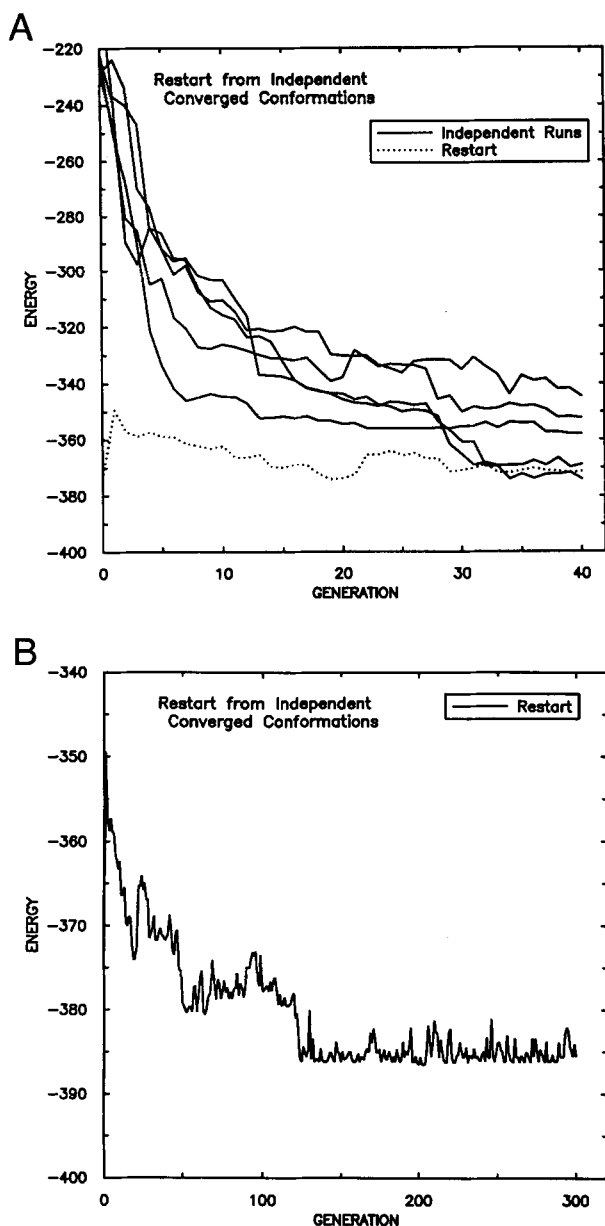 A
Restart from Independent
Converged Conformations
Independent Runs
Restart
-220
-240
-260
-280
-300
-320
-340
-360
-380
-400
ENERGY
0
10
20
30
40
GENERATION
B
Restart from Independent
Converged Conformations
Restart
-340
-350
-360
-370
-380
-390
-400
ENERGY
0
100
200
300
GENERATION